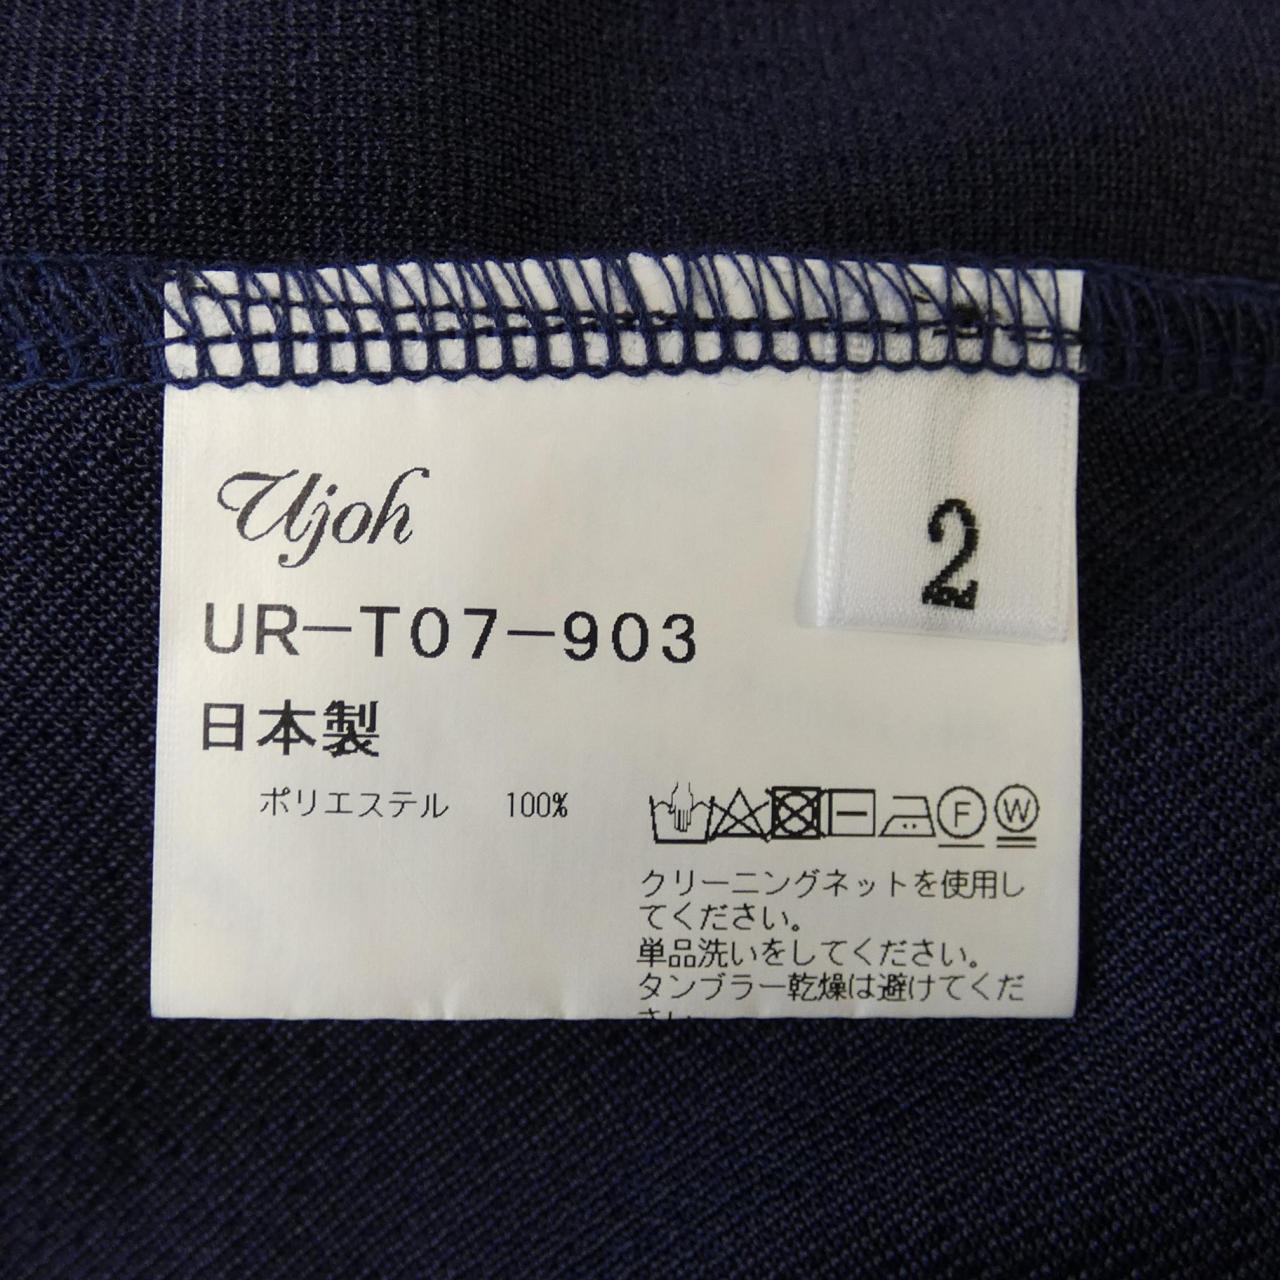 Ujoh
2
UR-T07-903
日本製
ポリエステル 100%
F W
クリーニングネットを使用し
てください。
単品洗いをしてください。
タンブラー乾燥は避けてくだ
さい